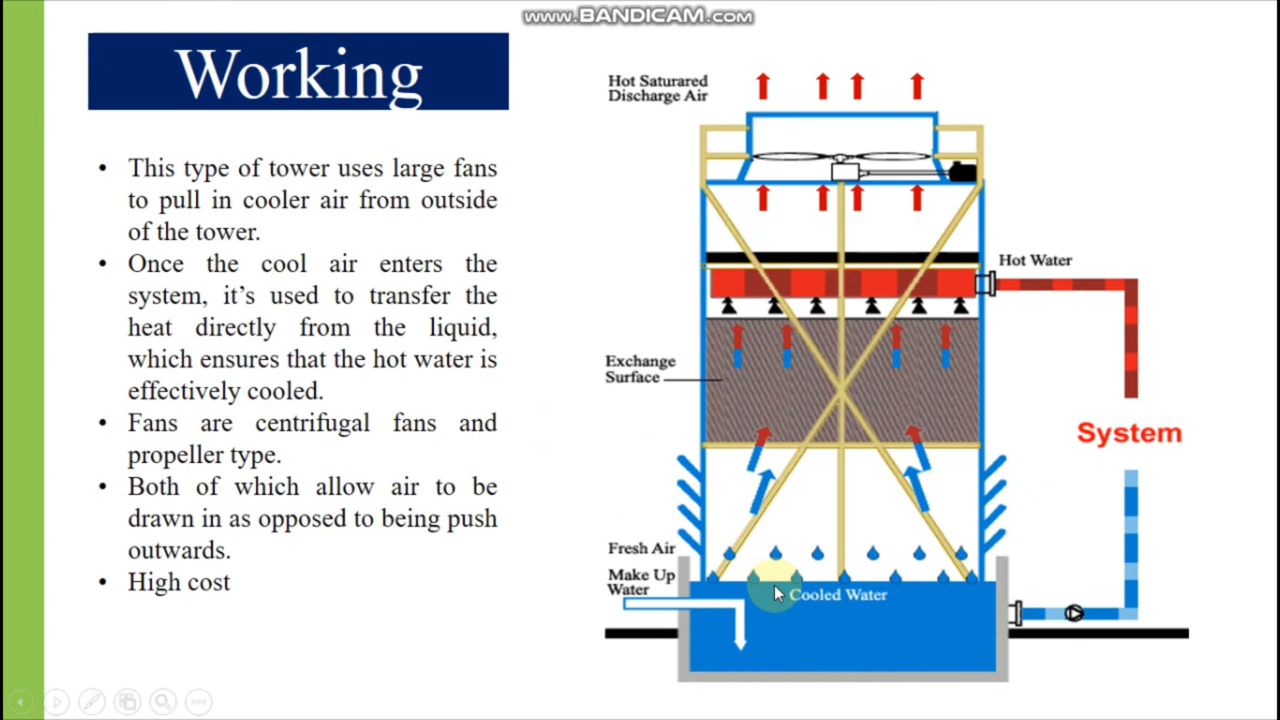 www.BANDICAM.com
Working
• This type of tower uses large fans
to pull in cooler air from outside
of the tower.
• Once the cool air enters the
system, it's used to transfer the
heat directly from the liquid,
which ensures that the hot water is
effectively cooled.
• Fans are centrifugal fans and
propeller type.
• Both of which allow air to be
drawn in as opposed to being push
outwards.
• High cost
Hot Saturared
Discharge Air
Hot Water
Exchange
Surface
System
Fresh Air
Make Up
Water
Cooled Water